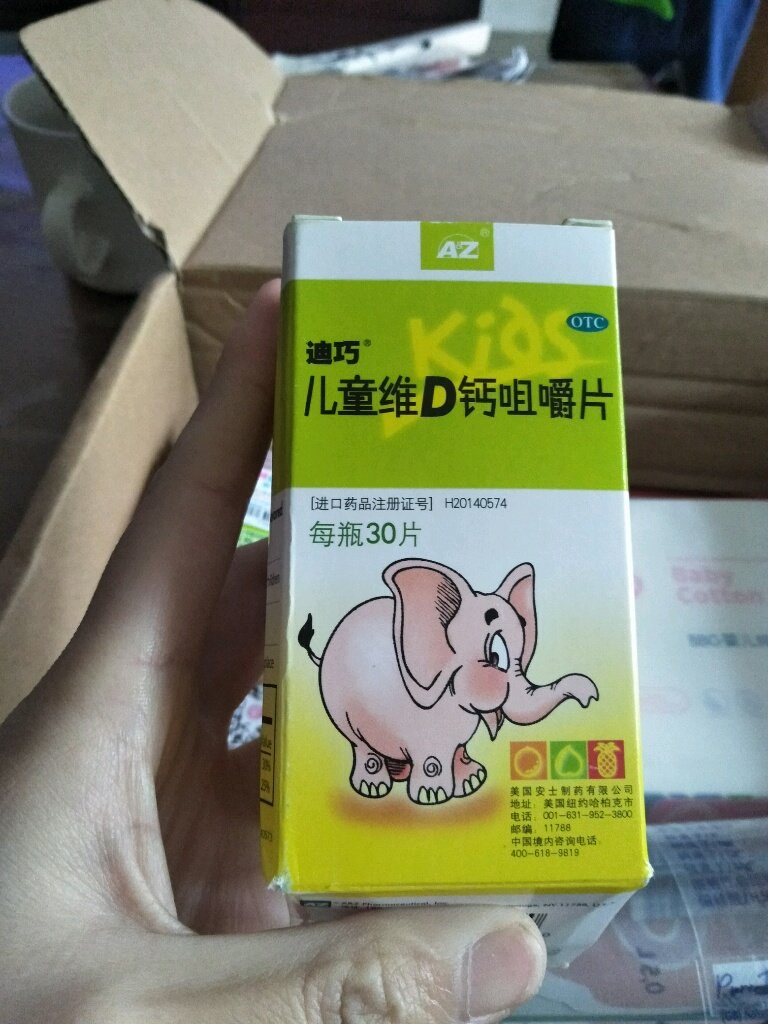 A&Z®
Kids
OTC
迪巧®
儿童维D钙咀嚼片
[进口药品注册证号] H20140574
每瓶30片
美国安士制药有限公司
地址：美国纽约哈柏克市
电话：001-631-952-3800
邮编：11788
中国境内咨询电话：
400-618-9819
Baby
Cotton